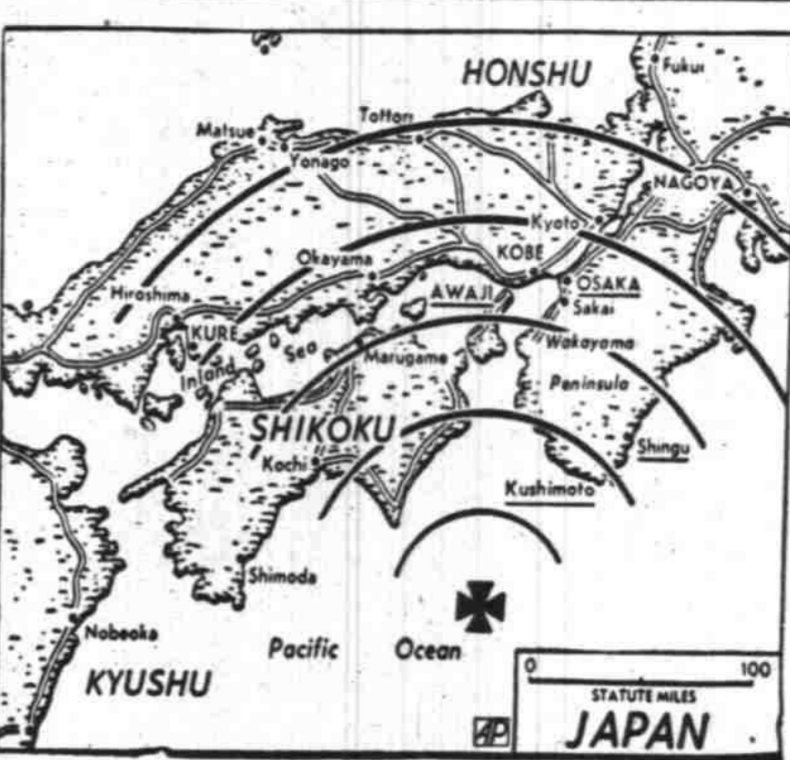 HONSHU
Fukui
Tottori
Matsue
Yonago
NAGOYA
Kyoto
KOBE
Okayama
OSAKA
AWAJI
Hiroshima
Sakai
KURE
Inland Sea
Marugame
Wakayama
Peninsula
SHIKOKU
Shingu
Kochi
Kushimoto
Shimoda
Nobeoka
Pacific Ocean
KYUSHU
0 100
STATUTE MILES
AP
JAPAN